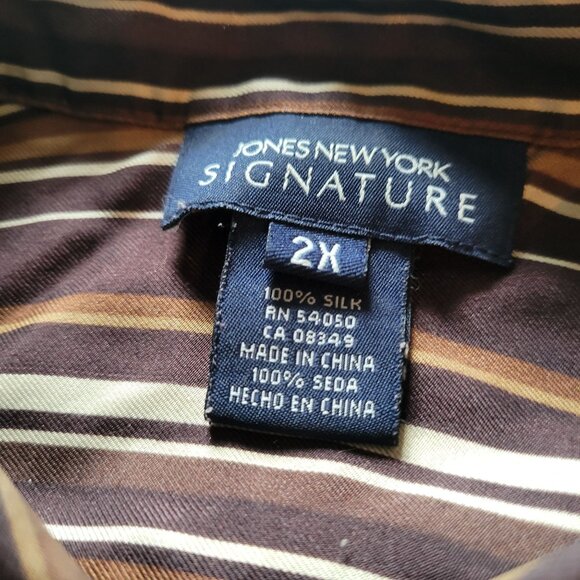 JONES NEW YORK
SIGNATURE
2X
100% SILK
RN 54050
CA 08349
MADE IN CHINA
100% SEDA
HECHO EN CHINA